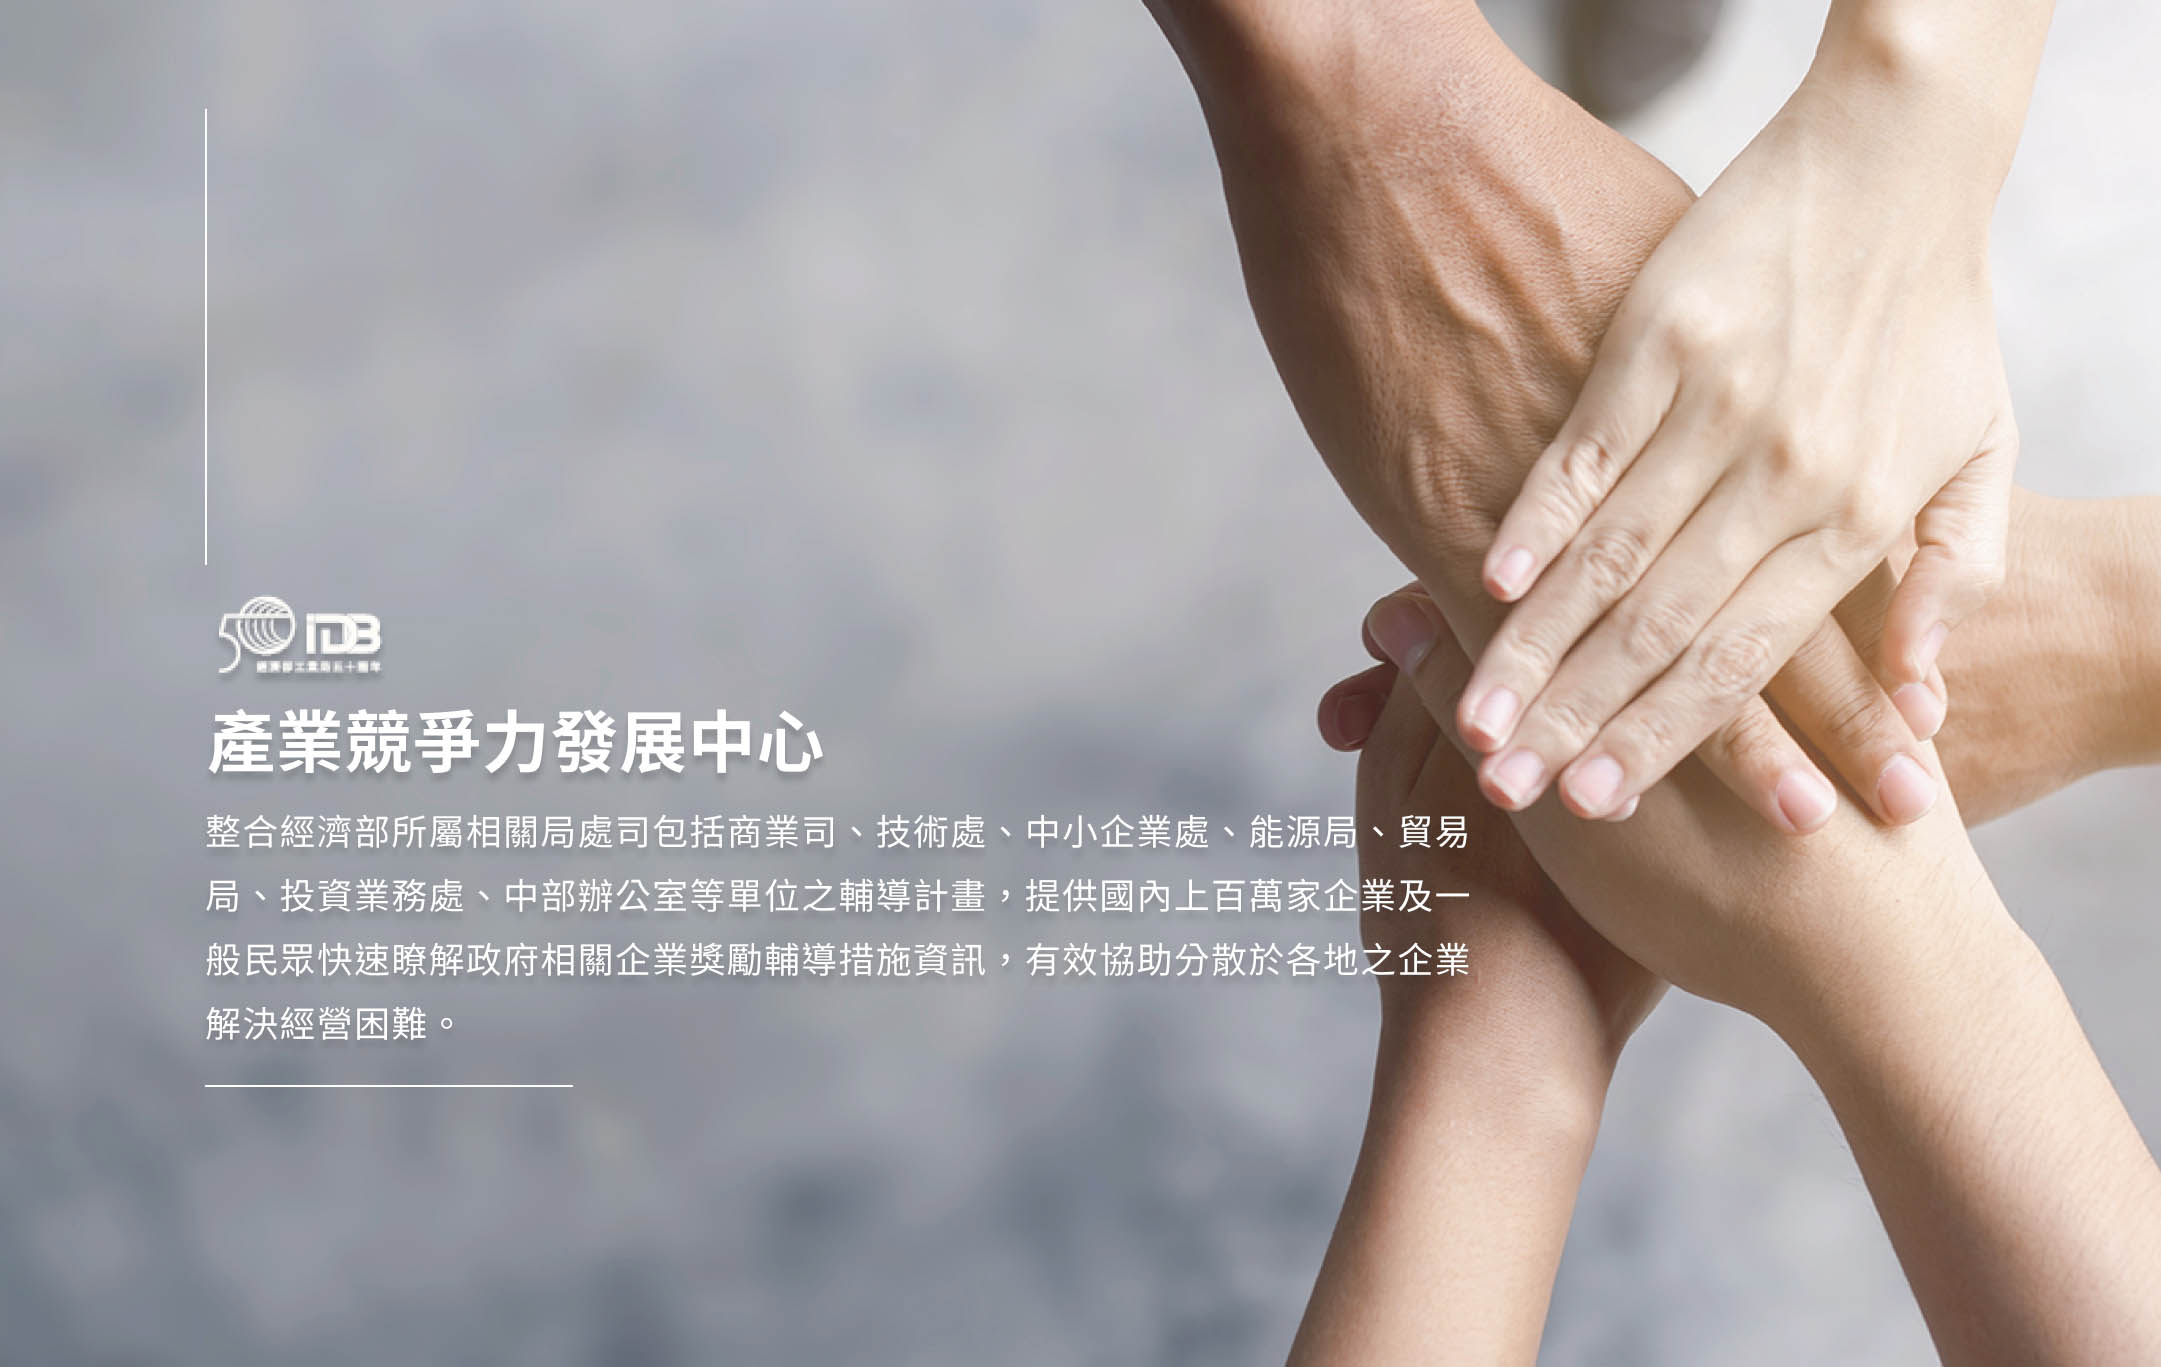 50 IDB
經濟部工業局五十周年
產業競爭力發展中心
整合經濟部所屬相關局處司包括商業司、技術處、中小企業處、能源局、貿易
局、投資業務處、中部辦公室等單位之輔導計畫，提供國內上百萬家企業及一
般民眾快速瞭解政府相關企業獎勵輔導措施資訊，有效協助分散於各地之企業
解決經營困難。